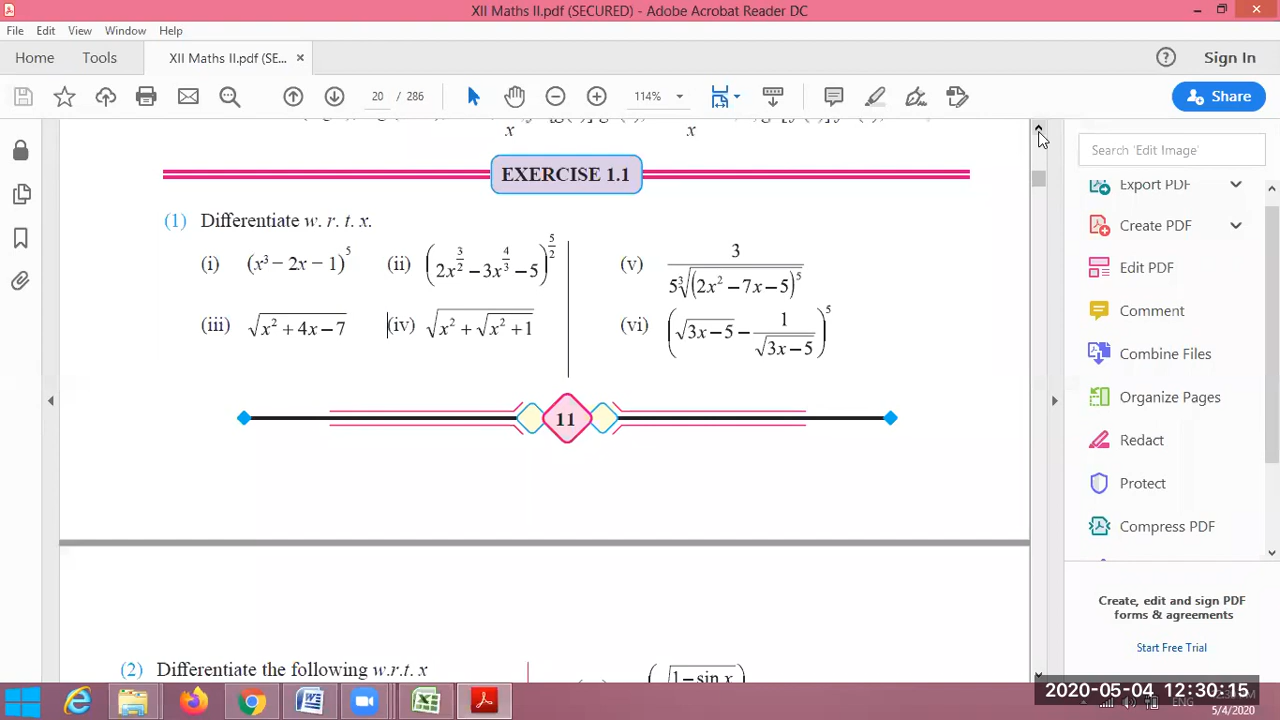 XII Maths II.pdf (SECURED) - Adobe Acrobat Reader DC
File Edit View Window Help
Home Tools XII Maths II.pdf (SE... × Sign In
20 / 286 114% Share
x x
EXERCISE 1.1
(1) Differentiate w. r. t. x.
(i) (x³ − 2x − 1)^5 (ii) (2x^(3/2) − 3x^(4/3) − 5)^(5/2) (v) 3/(5∛(2x² − 7x − 5)^5)
(iii) √(x² + 4x − 7) (iv) √(x² + √(x² + 1)) (vi) (√(3x − 5) − 1/√(3x − 5))^5
11
(2) Differentiate the following w.r.t. x √(1 − sin x)
Search 'Edit Image'
Export PDF
Create PDF
Edit PDF
Comment
Combine Files
Organize Pages
Redact
Protect
Compress PDF
Create, edit and sign PDF
forms & agreements
Start Free Trial
2020-05-04 12:30:15
ENG
5/4/2020